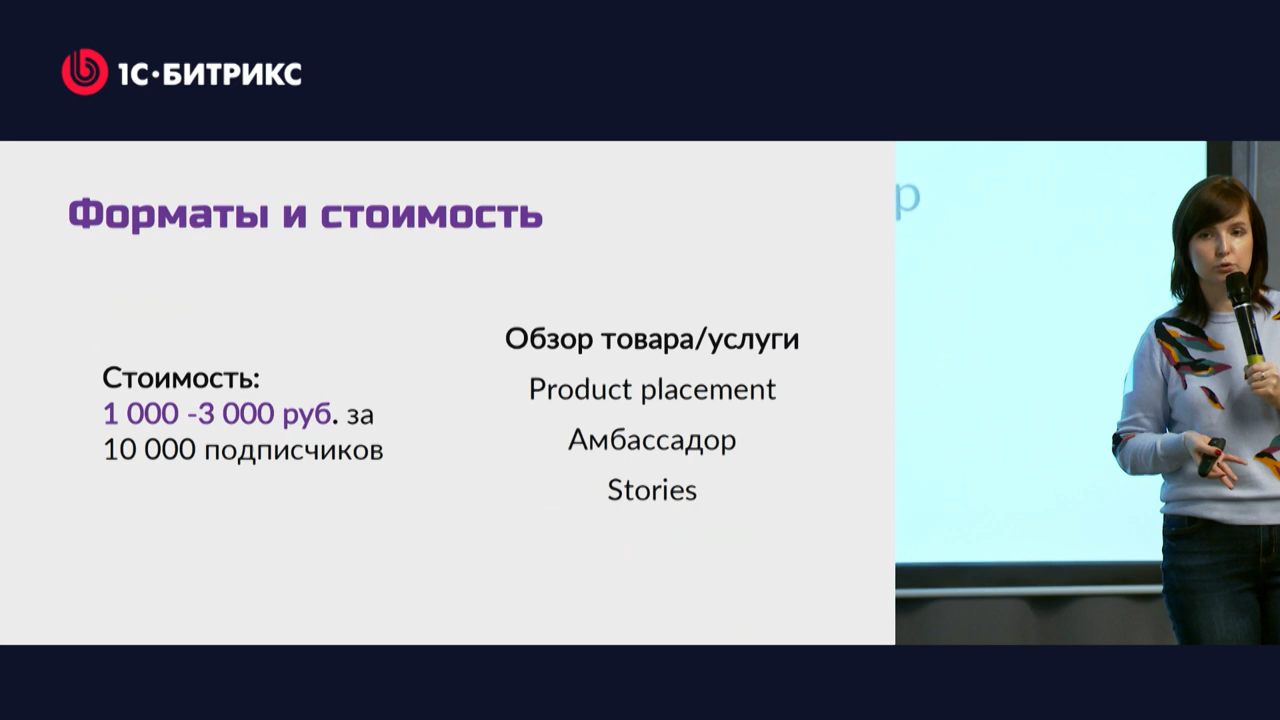 1С·БИТРИКС
Форматы и стоимость
Стоимость:
1 000 -3 000 руб. за
10 000 подписчиков
Обзор товара/услуги
Product placement
Амбассадор
Stories
р